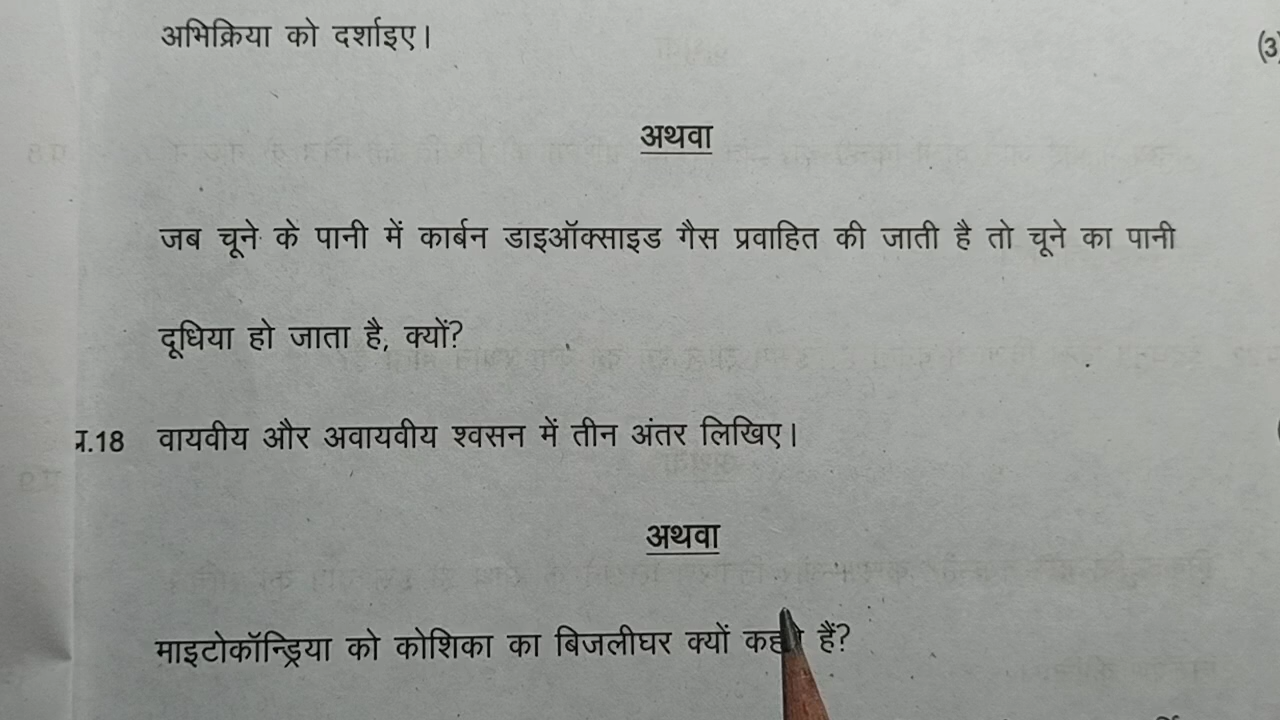 अभिक्रिया को दर्शाइए।
(3)
अथवा
जब चूने के पानी में कार्बन डाइऑक्साइड गैस प्रवाहित की जाती है तो चूने का पानी
दूधिया हो जाता है, क्यों?
प्र.18 वायवीय और अवायवीय श्वसन में तीन अंतर लिखिए।
अथवा
माइटोकॉन्ड्रिया को कोशिका का बिजलीघर क्यों कहते हैं?